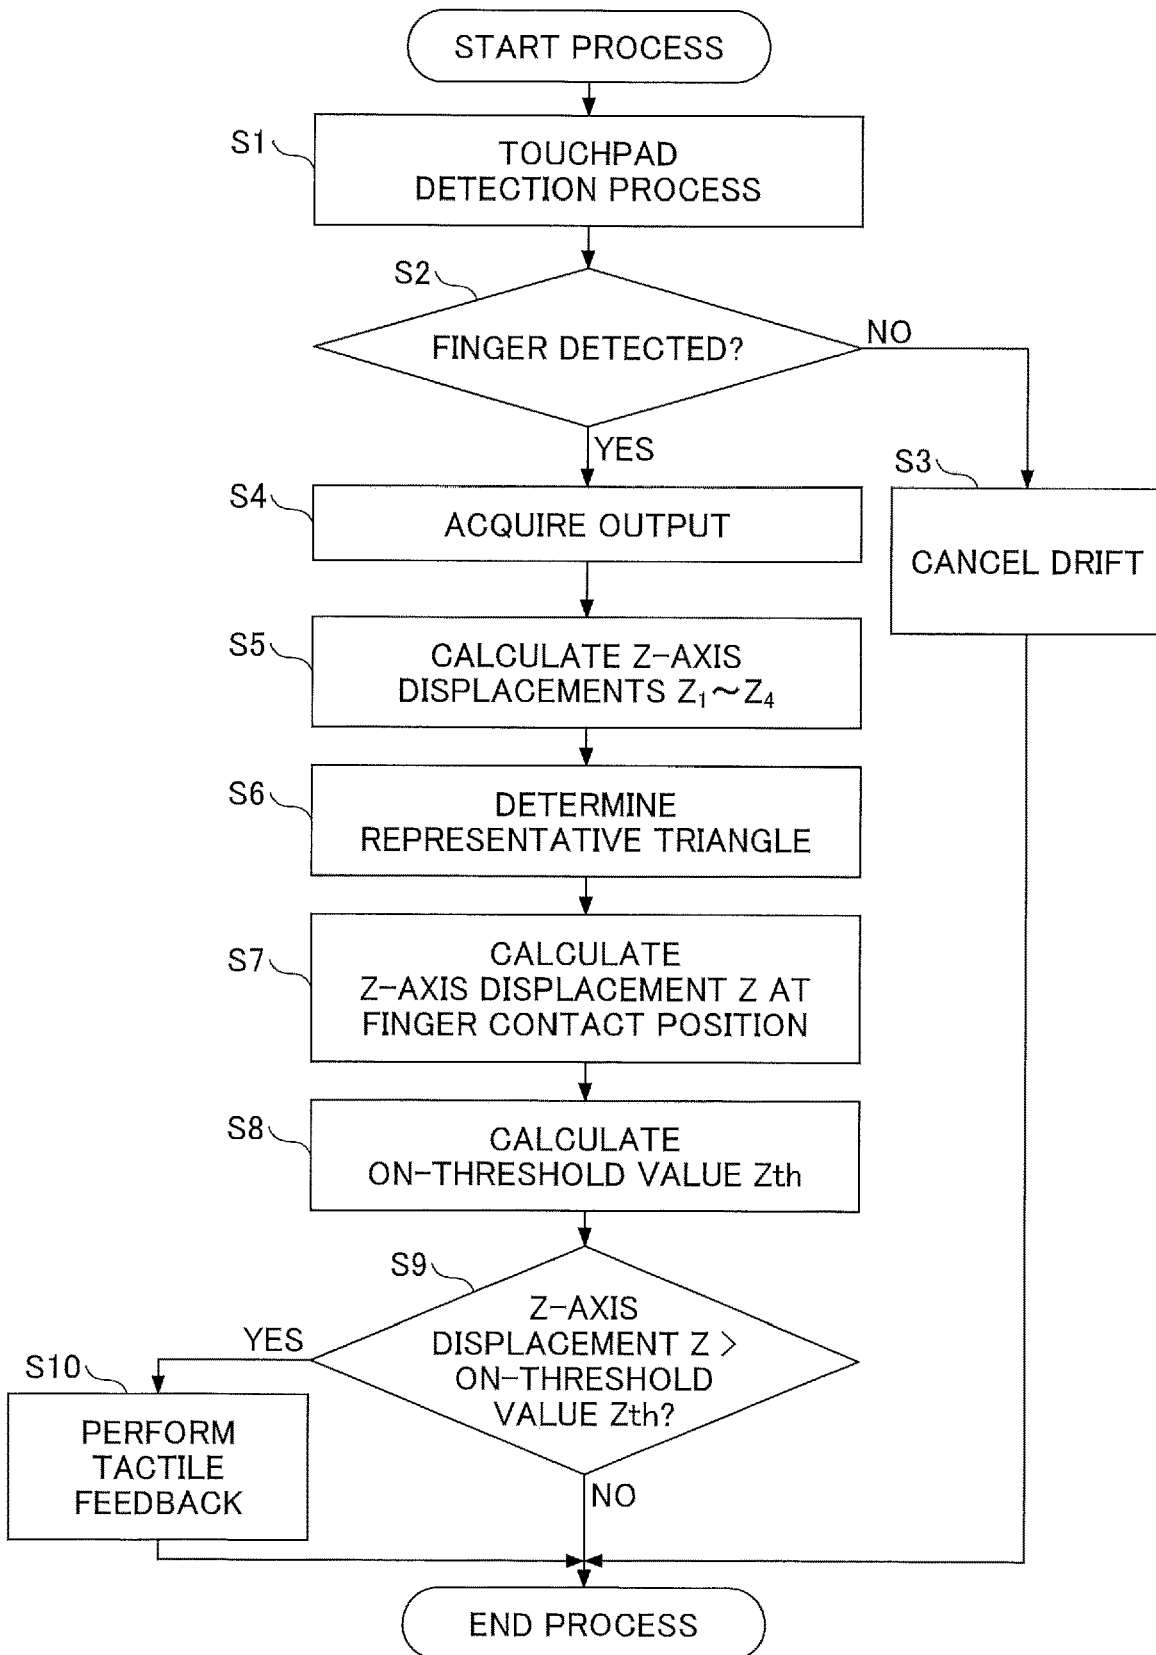 START PROCESS
S1
TOUCHPAD
DETECTION PROCESS
S2
FINGER DETECTED?
NO
YES
S3
CANCEL DRIFT
S4
ACQUIRE OUTPUT
S5
CALCULATE Z-AXIS
DISPLACEMENTS Z₁~Z₄
S6
DETERMINE
REPRESENTATIVE TRIANGLE
S7
CALCULATE
Z-AXIS DISPLACEMENT Z AT
FINGER CONTACT POSITION
S8
CALCULATE
ON-THRESHOLD VALUE Zth
S9
Z-AXIS
DISPLACEMENT Z >
ON-THRESHOLD
VALUE Zth?
YES
S10
PERFORM
TACTILE
FEEDBACK
NO
END PROCESS